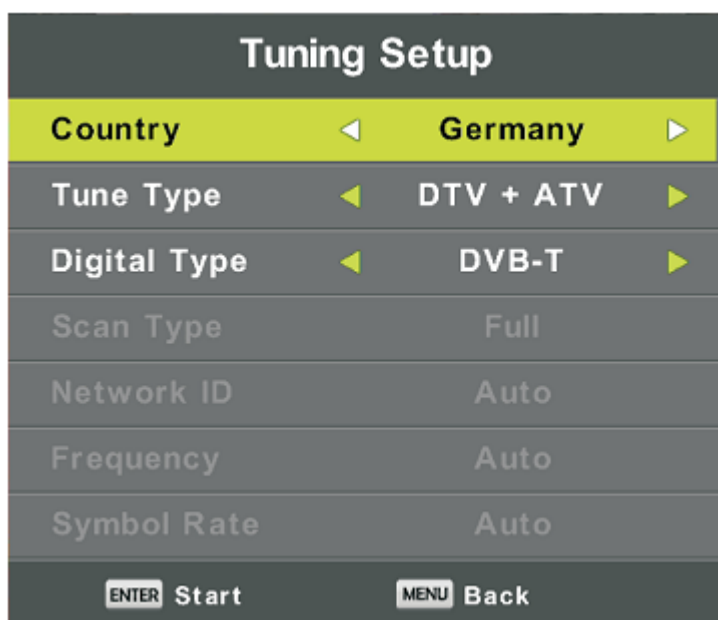 Tuning Setup
Country Germany
Tune Type DTV + ATV
Digital Type DVB-T
Scan Type Full
Network ID Auto
Frequency Auto
Symbol Rate Auto
ENTER Start MENU Back